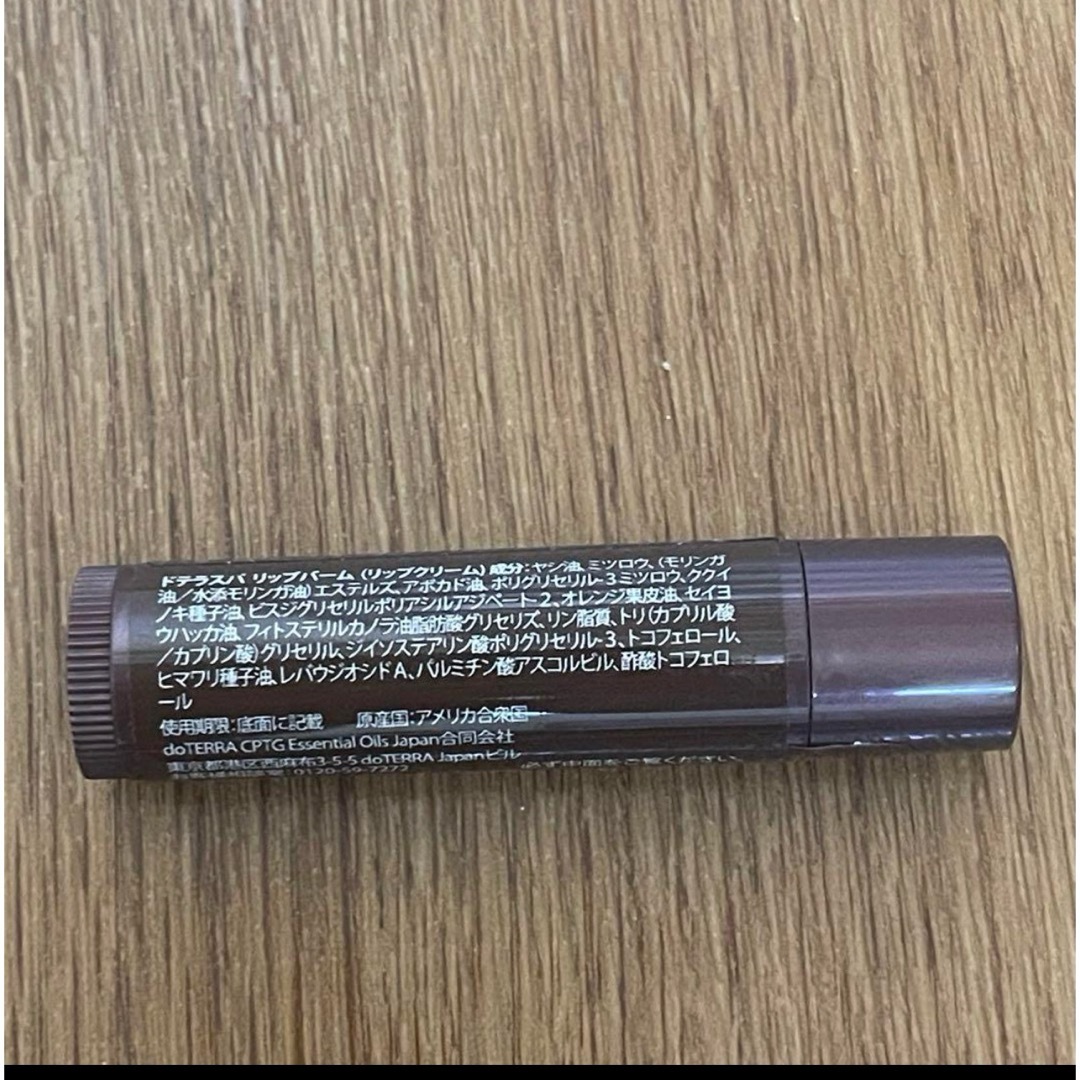 ドテラスパ リップバーム (リップクリーム) 成分:ヤシ油、ミツロウ、(モリンガ
油／水添モリンガ油)エステルズ、アボカド油、ポリグリセリル-3ミツロウ、ククイ
ノキ種子油、ビスジグリセリルポリアシルアジペート-2、オレンジ果皮油、セイヨ
ウハッカ油、フィトステリルカノラ油脂肪酸グリセリズ、リン脂質、トリ(カプリル酸
／カプリン酸)グリセリル、ジイソステアリン酸ポリグリセリル-3、トコフェロール、
ヒマワリ種子油、レバウジオシドA、パルミチン酸アスコルビル、酢酸トコフェロ
ール
使用期限:底面に記載 原産国:アメリカ合衆国
doTERRA CPTG Essential Oils Japan合同会社
東京都港区西麻布3-5-5 doTERRA Japanビル
0120-59-7272 必ず中面をご覧ください。